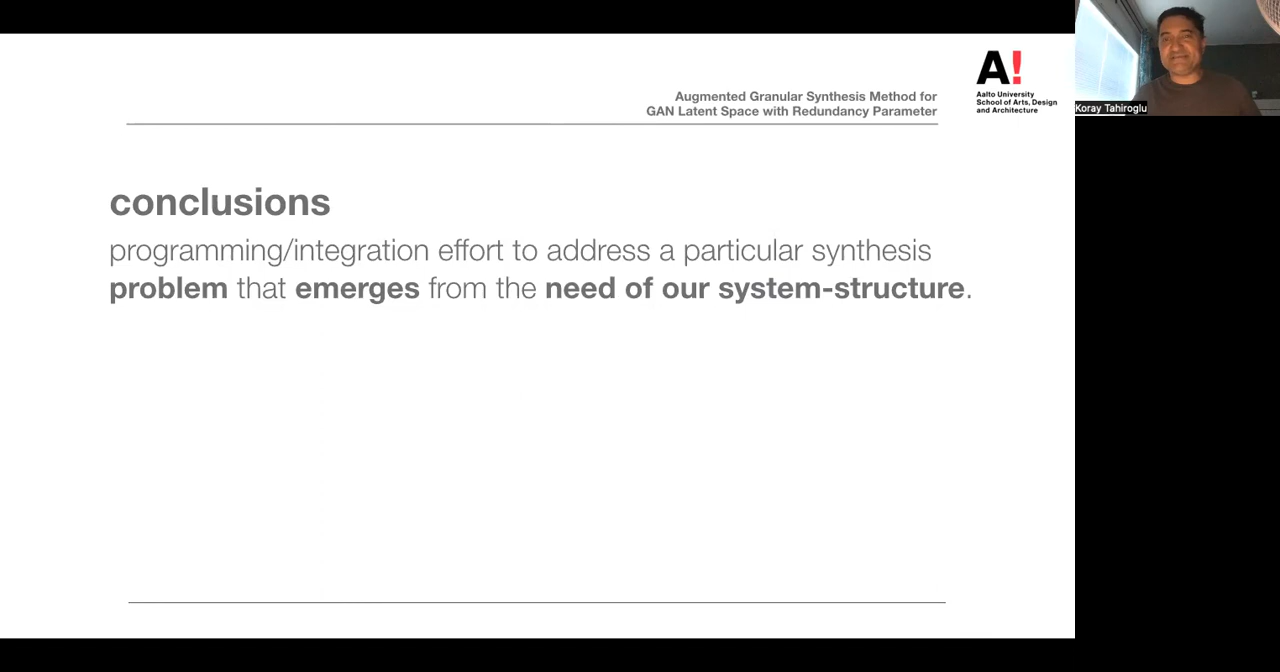 Augmented Granular Synthesis Method for
GAN Latent Space with Redundancy Parameter
A!
Aalto University
School of Arts, Design
and Architecture
Koray Tahiroglu
conclusions
programming/integration effort to address a particular synthesis
problem that emerges from the need of our system-structure.